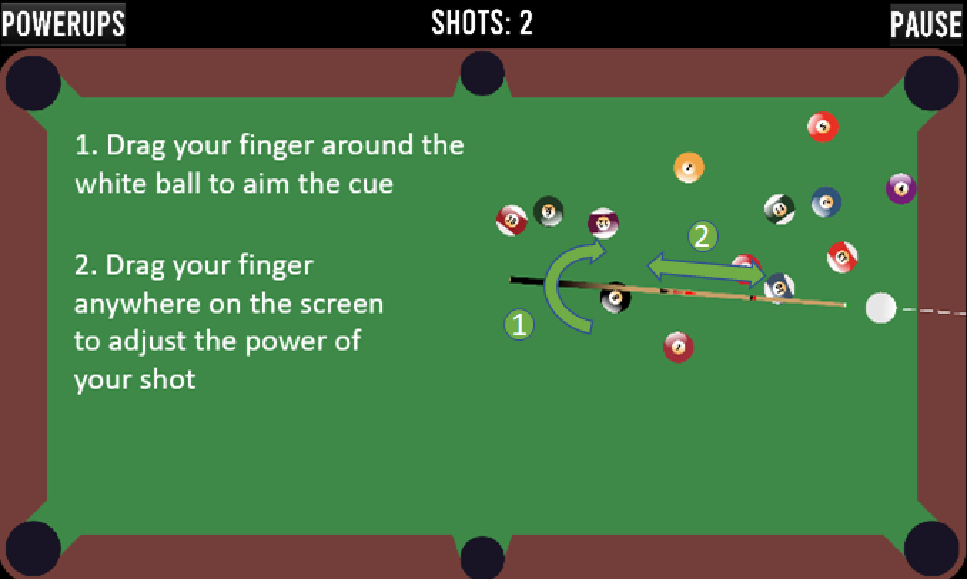 POWERUPS
SHOTS: 2
PAUSE
1. Drag your finger around the
white ball to aim the cue
2. Drag your finger
anywhere on the screen
to adjust the power of
your shot
2
1